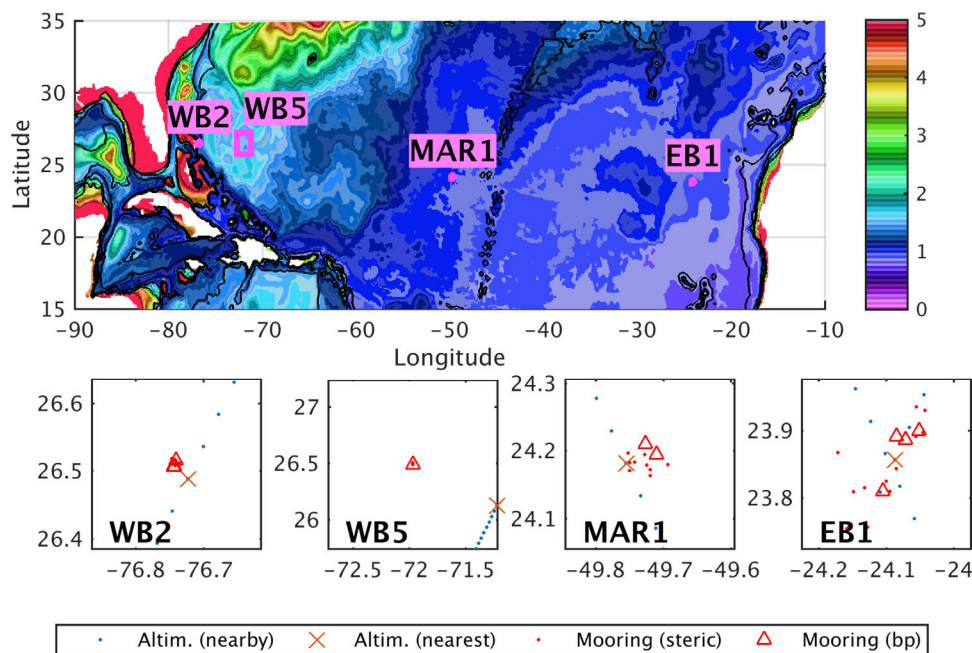 35
30
25
20
15
Latitude
WB2
WB5
MAR1
EB1
−90 −80 −70 −60 −50 −40 −30 −20 −10
Longitude
5
4
3
2
1
0
26.6
26.5
26.4
WB2
−76.8 −76.7
27
26.5
26
WB5
−72.5 −72 −71.5
24.3
24.2
24.1
MAR1
−49.8 −49.7 −49.6
23.9
23.8
EB1
−24.2 −24.1 −24
Altim. (nearby) Altim. (nearest) Mooring (steric) Mooring (bp)